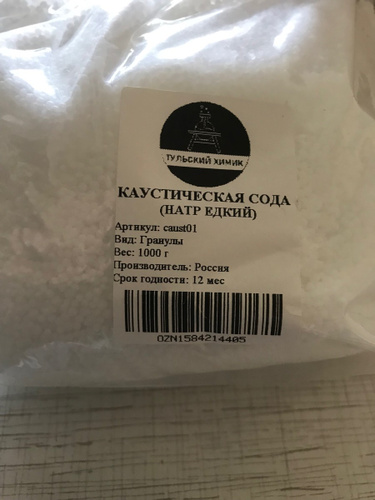 ТУЛЬСКИЙ ХИМИК
КАУСТИЧЕСКАЯ СОДА
(НАТР ЕДКИЙ)
Артикул: caust01
Вид: Гранулы
Вес: 1000 г
Производитель: Россия
Срок годности: 12 мес
OZN1584214405